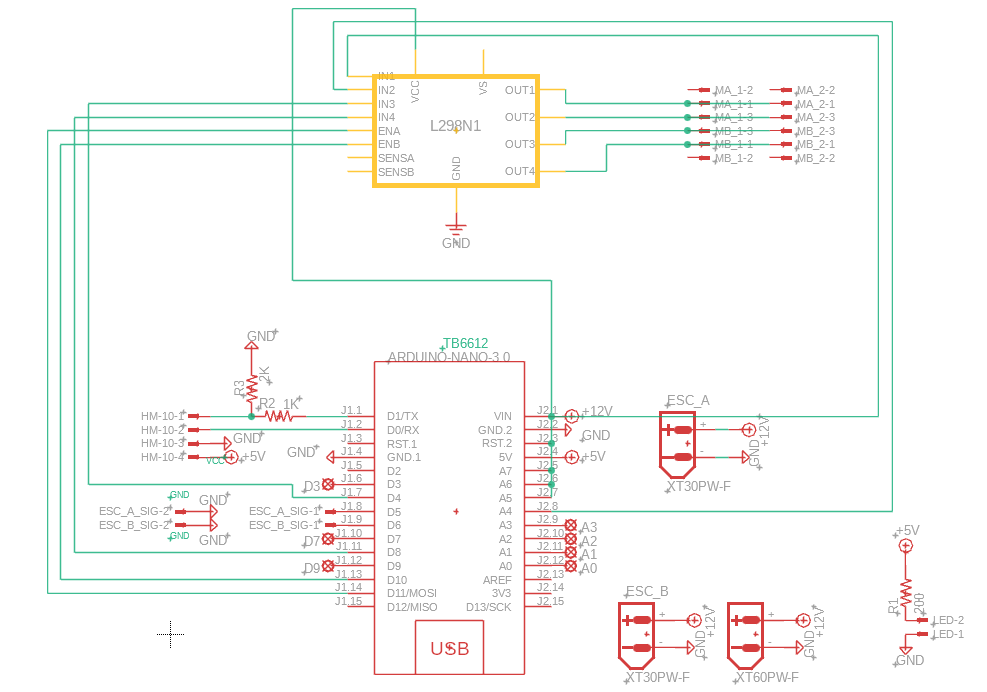 IN1
IN2
IN3
IN4
ENA
ENB
SENSA
SENSB
VCC
VS
L298N1
GND
OUT1
OUT2
OUT3
OUT4
GND
MA_1-2
MA_1-1
MA_1-3
MB_1-3
MB_1-1
MB_1-2
MA_2-2
MA_2-1
MA_2-3
MB_2-3
MB_2-1
MB_2-2
TB6612
ARDUINO-NANO-3.0
GND
R3
2K
R2 1K
HM-10-1
HM-10-2
HM-10-3 GND
HM-10-4 VCC +5V
GND
D3
GND GND
ESC_A_SIG-2 ESC_A_SIG-1
ESC_B_SIG-2 ESC_B_SIG-1
GND GND
D7
D9
J1.1 D1/TX
J1.2 D0/RX
J1.3 RST.1
J1.4 GND.1
J1.5 D2
J1.6 D3
J1.7 D4
J1.8 D5
J1.9 D6
J1.10 D7
J1.11 D8
J1.12 D9
J1.13 D10
J1.14 D11/MOSI
J1.15 D12/MISO
VIN J2.1 +12V
GND.2 J2.2 GND
RST.2 J2.3
5V J2.4 +5V
A7 J2.5
A6 J2.6
A5 J2.7
A4 J2.8
A3 J2.9 A3
A2 J2.10 A2
A1 J2.11 A1
A0 J2.12 A0
AREF J2.13
3V3 J2.14
D13/SCK J2.15
USB
ESC_A
+
-
+12V
GND
XT30PW-F
ESC_B
+
-
+12V
GND
XT30PW-F
+
-
+12V
GND
XT60PW-F
+5V
R1
200
LED-2
LED-1
GND